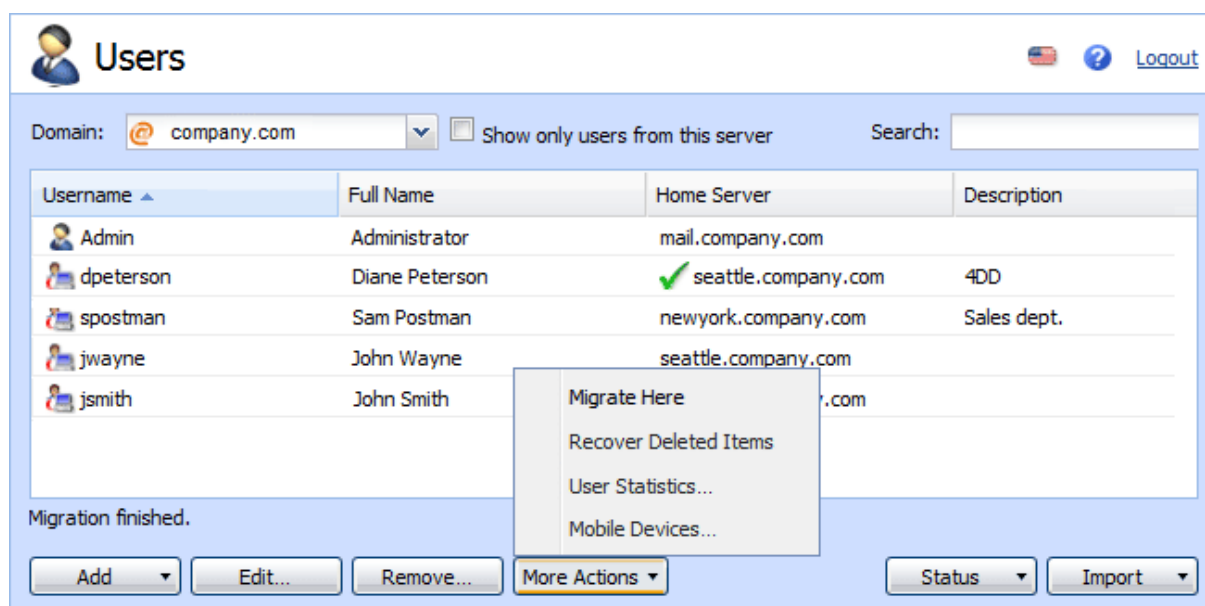 Users Logout
Domain: @ company.com Show only users from this server Search:
Username Full Name Home Server Description
Admin Administrator mail.company.com
dpeterson Diane Peterson seattle.company.com 4DD
spostman Sam Postman newyork.company.com Sales dept.
jwayne John Wayne seattle.company.com
jsmith John Smith .com
Migrate Here
Recover Deleted Items
User Statistics...
Mobile Devices...
Migration finished.
Add Edit... Remove... More Actions Status Import